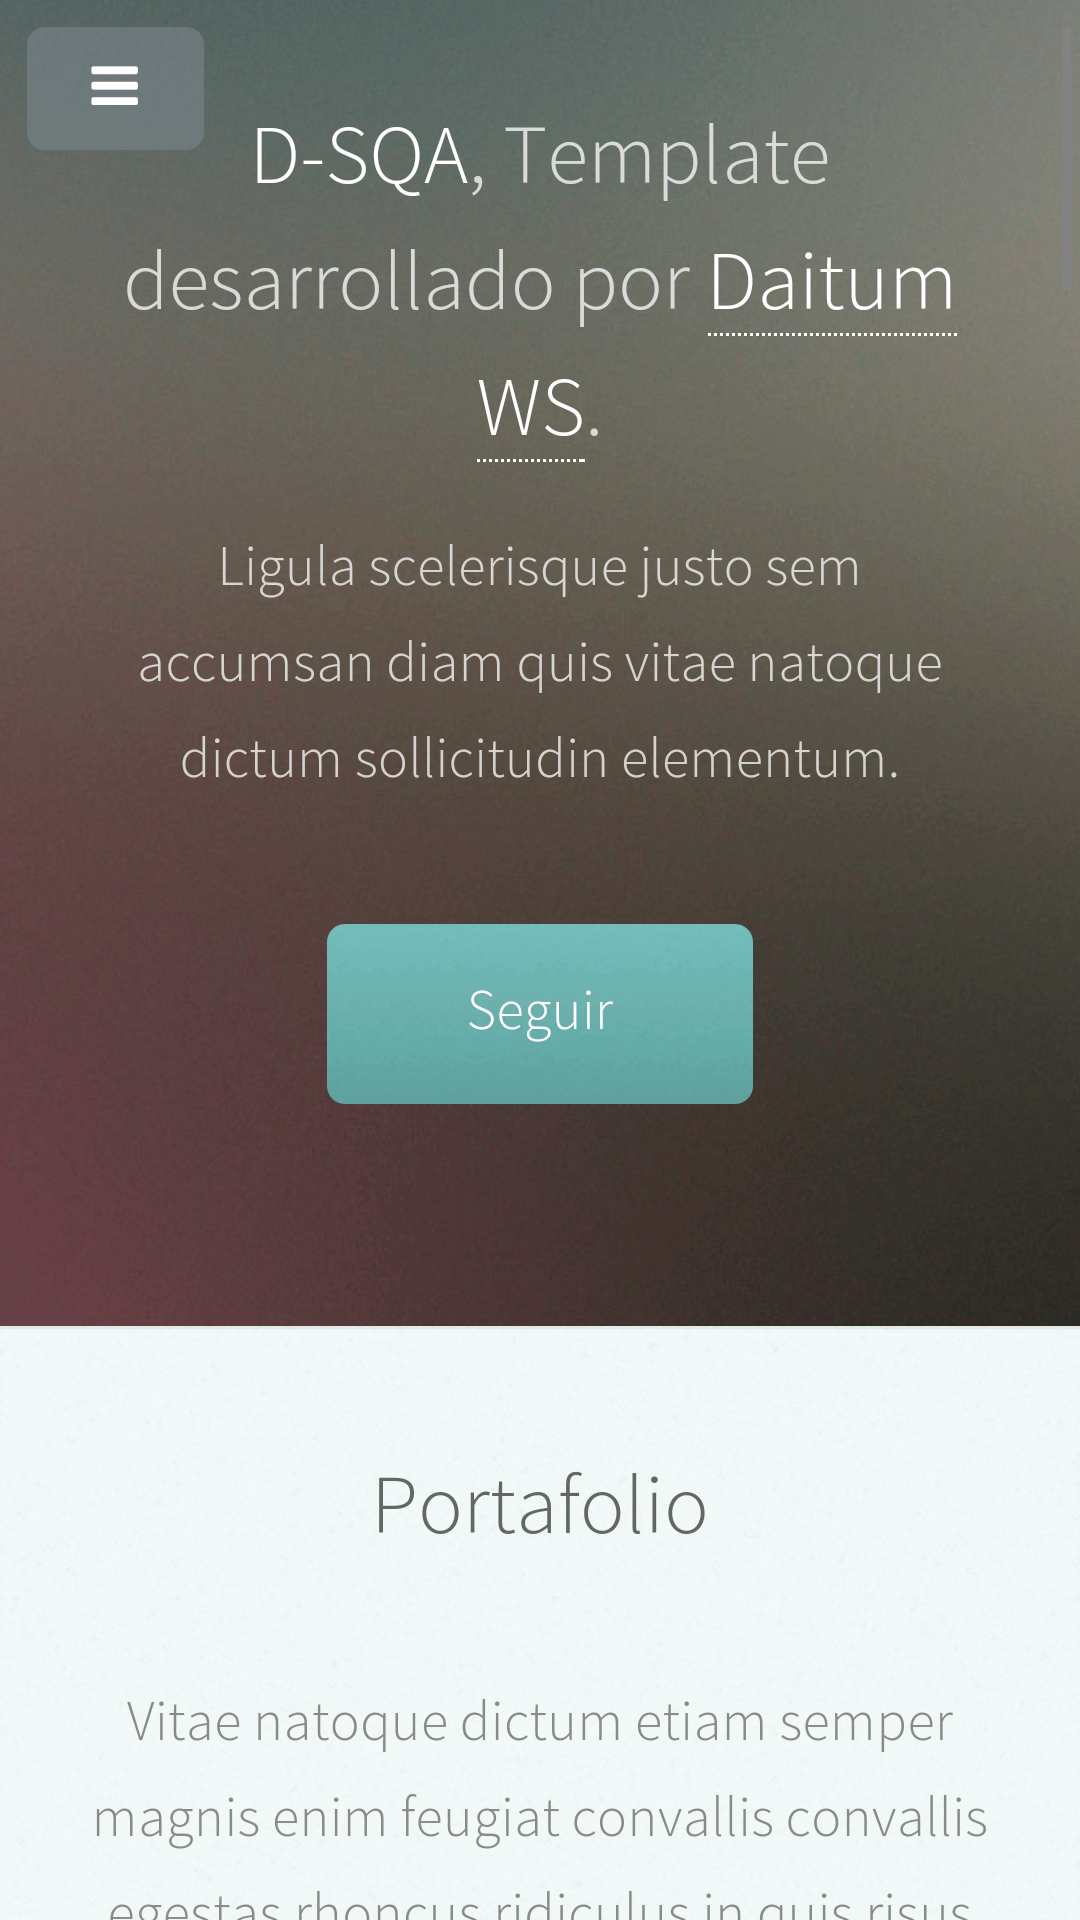 D-SQA, Template
desarrollado por Daitum
WS.
Ligula scelerisque justo sem
accumsan diam quis vitae natoque
dictum sollicitudin elementum.
Seguir
Portafolio
Vitae natoque dictum etiam semper
magnis enim feugiat convallis convallis
egestas rhoncus ridiculus in quis risus